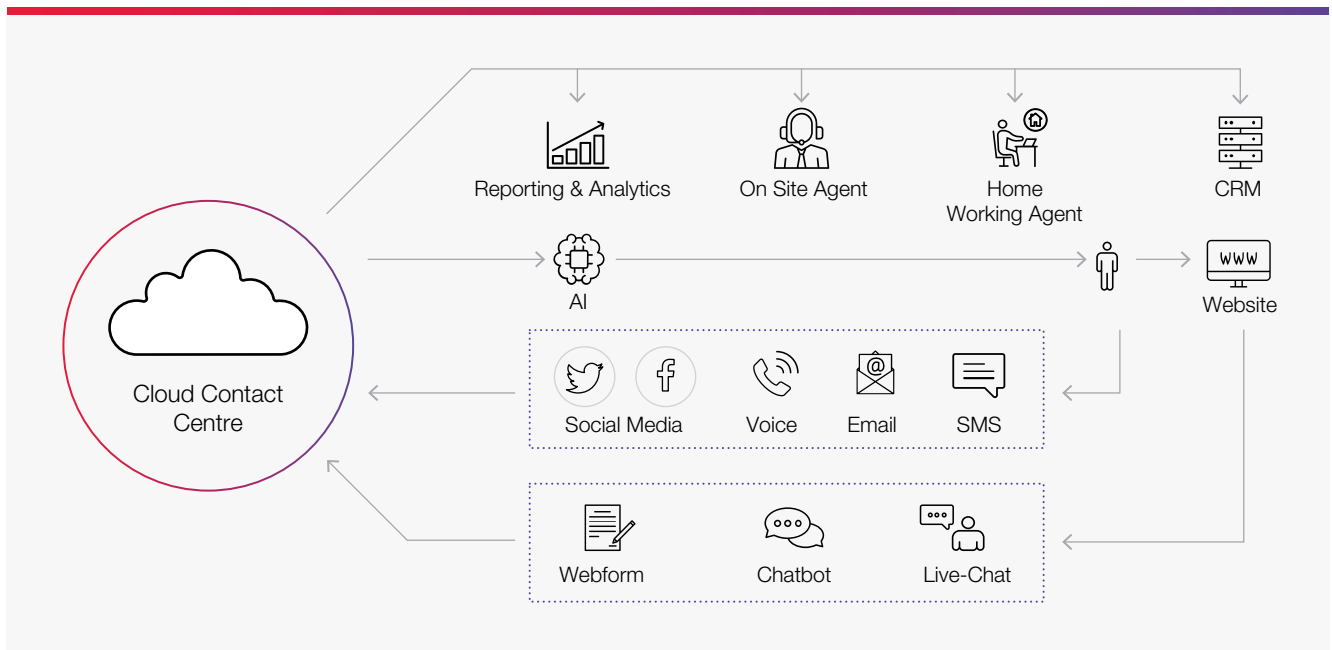 Reporting & Analytics
On Site Agent
Home
Working Agent
CRM
WWW
AI
Website
Cloud Contact
Centre
@
f
Social Media
Voice
Email
SMS
Webform
Chatbot
Live-Chat